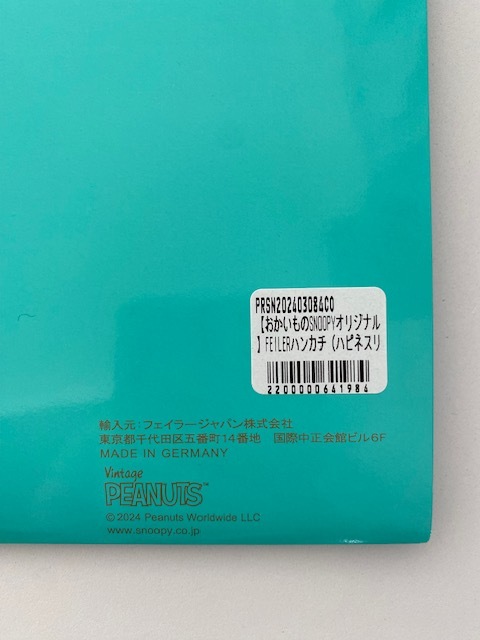 PRSN202403084CO
【おかいものSNOOPYオリジナル
】FEILERハンカチ（ハピネスリ
2200000641984
輸入元 フェイラージャパン株式会社
東京都千代田区五番町14番地　国際中正会館ビル6F
MADE IN GERMANY
Vintage
PEANUTS™
©2024 Peanuts Worldwide LLC
www.snoopy.co.jp